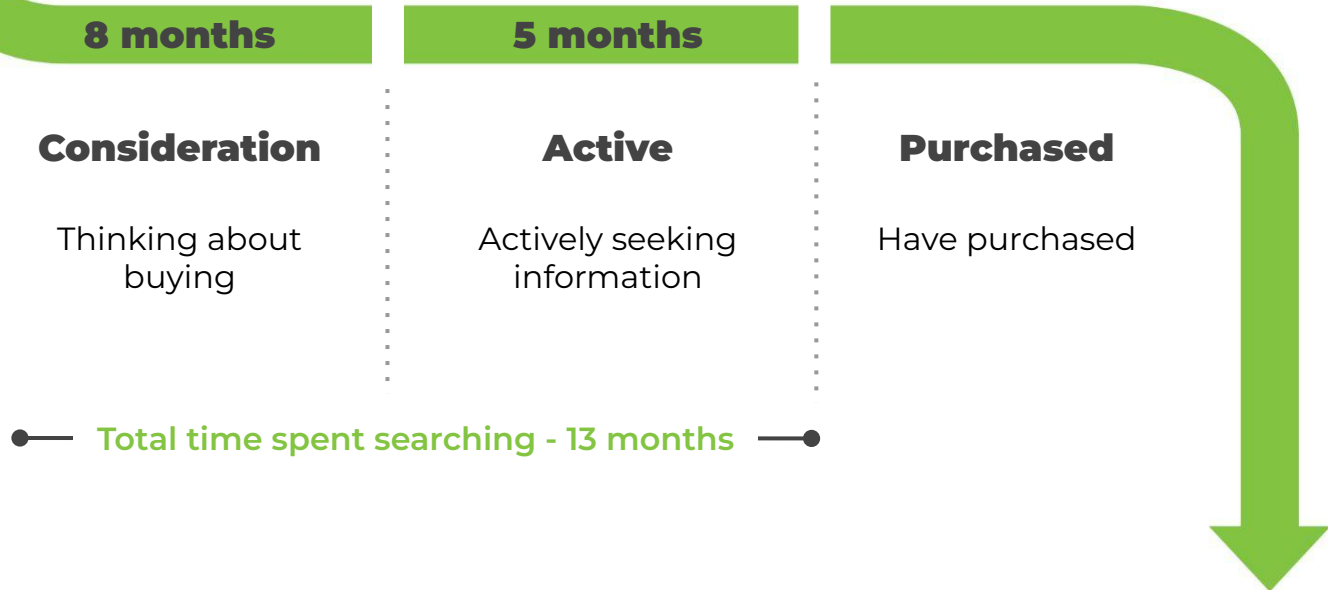 8 months
5 months
Consideration
Active
Purchased
Thinking about
buying
Actively seeking
information
Have purchased
Total time spent searching - 13 months